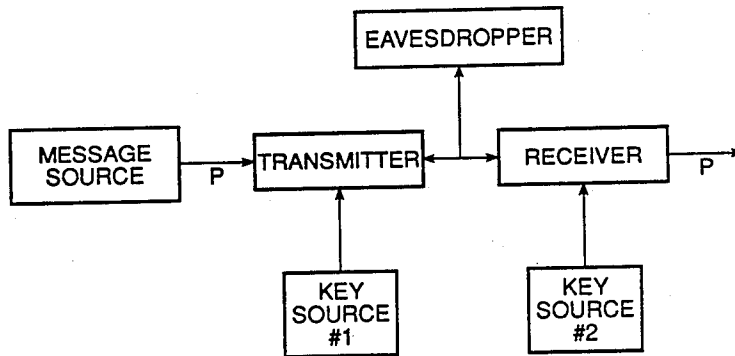 EAVESDROPPER
MESSAGE
SOURCE
P
TRANSMITTER
RECEIVER
P
KEY
SOURCE
#1
KEY
SOURCE
#2